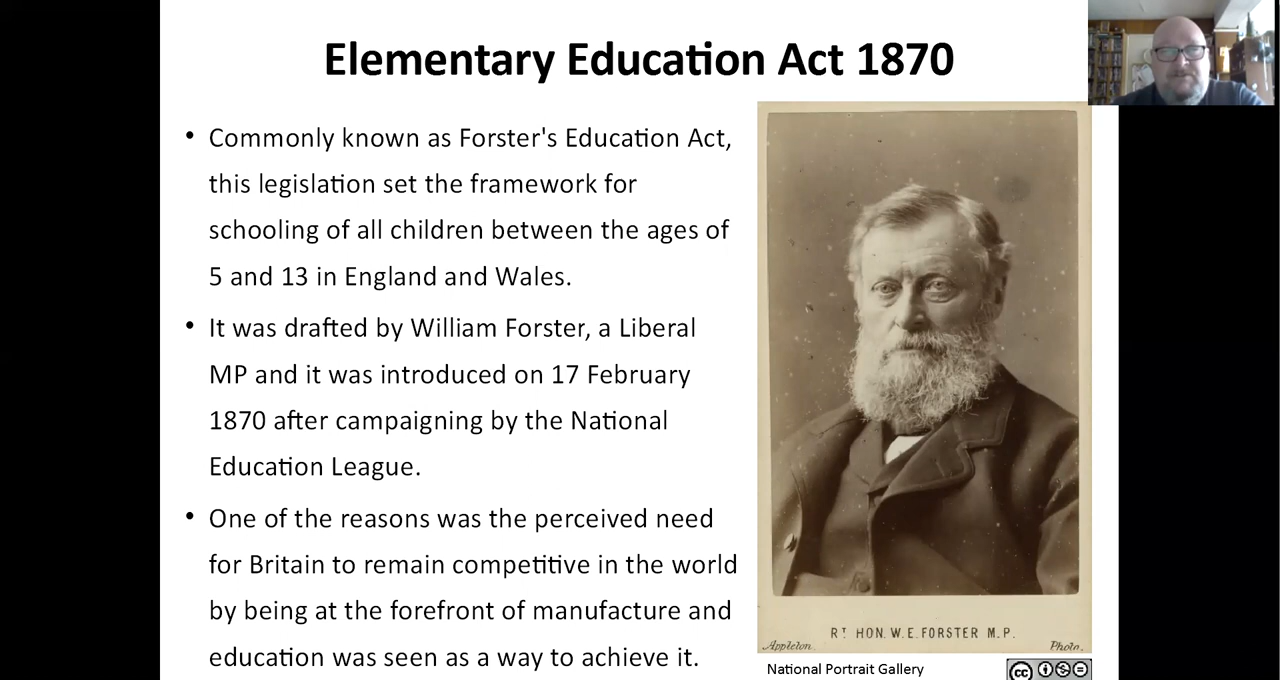 Elementary Education Act 1870
• Commonly known as Forster's Education Act,
this legislation set the framework for
schooling of all children between the ages of
5 and 13 in England and Wales.
• It was drafted by William Forster, a Liberal
MP and it was introduced on 17 February
1870 after campaigning by the National
Education League.
• One of the reasons was the perceived need
for Britain to remain competitive in the world
by being at the forefront of manufacture and
education was seen as a way to achieve it.
RT HON. W.E. FORSTER M.P.
Appleton. Photo.
National Portrait Gallery
cc